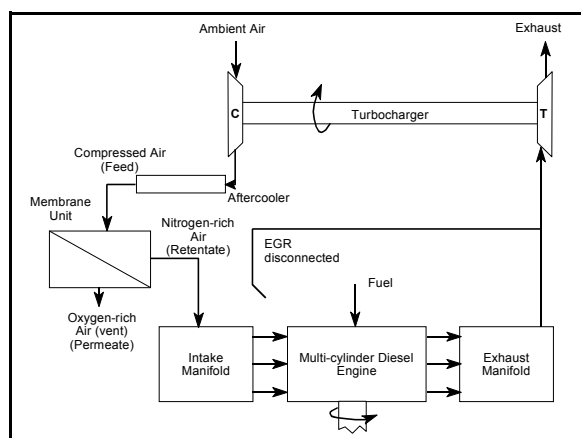 Ambient Air
Exhaust
C
Turbocharger
T
Compressed Air
(Feed)
Aftercooler
Membrane
Unit
Nitrogen-rich
Air
(Retentate)
EGR
disconnected
Fuel
Oxygen-rich
Air (vent)
(Permeate)
Intake
Manifold
Multi-cylinder Diesel
Engine
Exhaust
Manifold